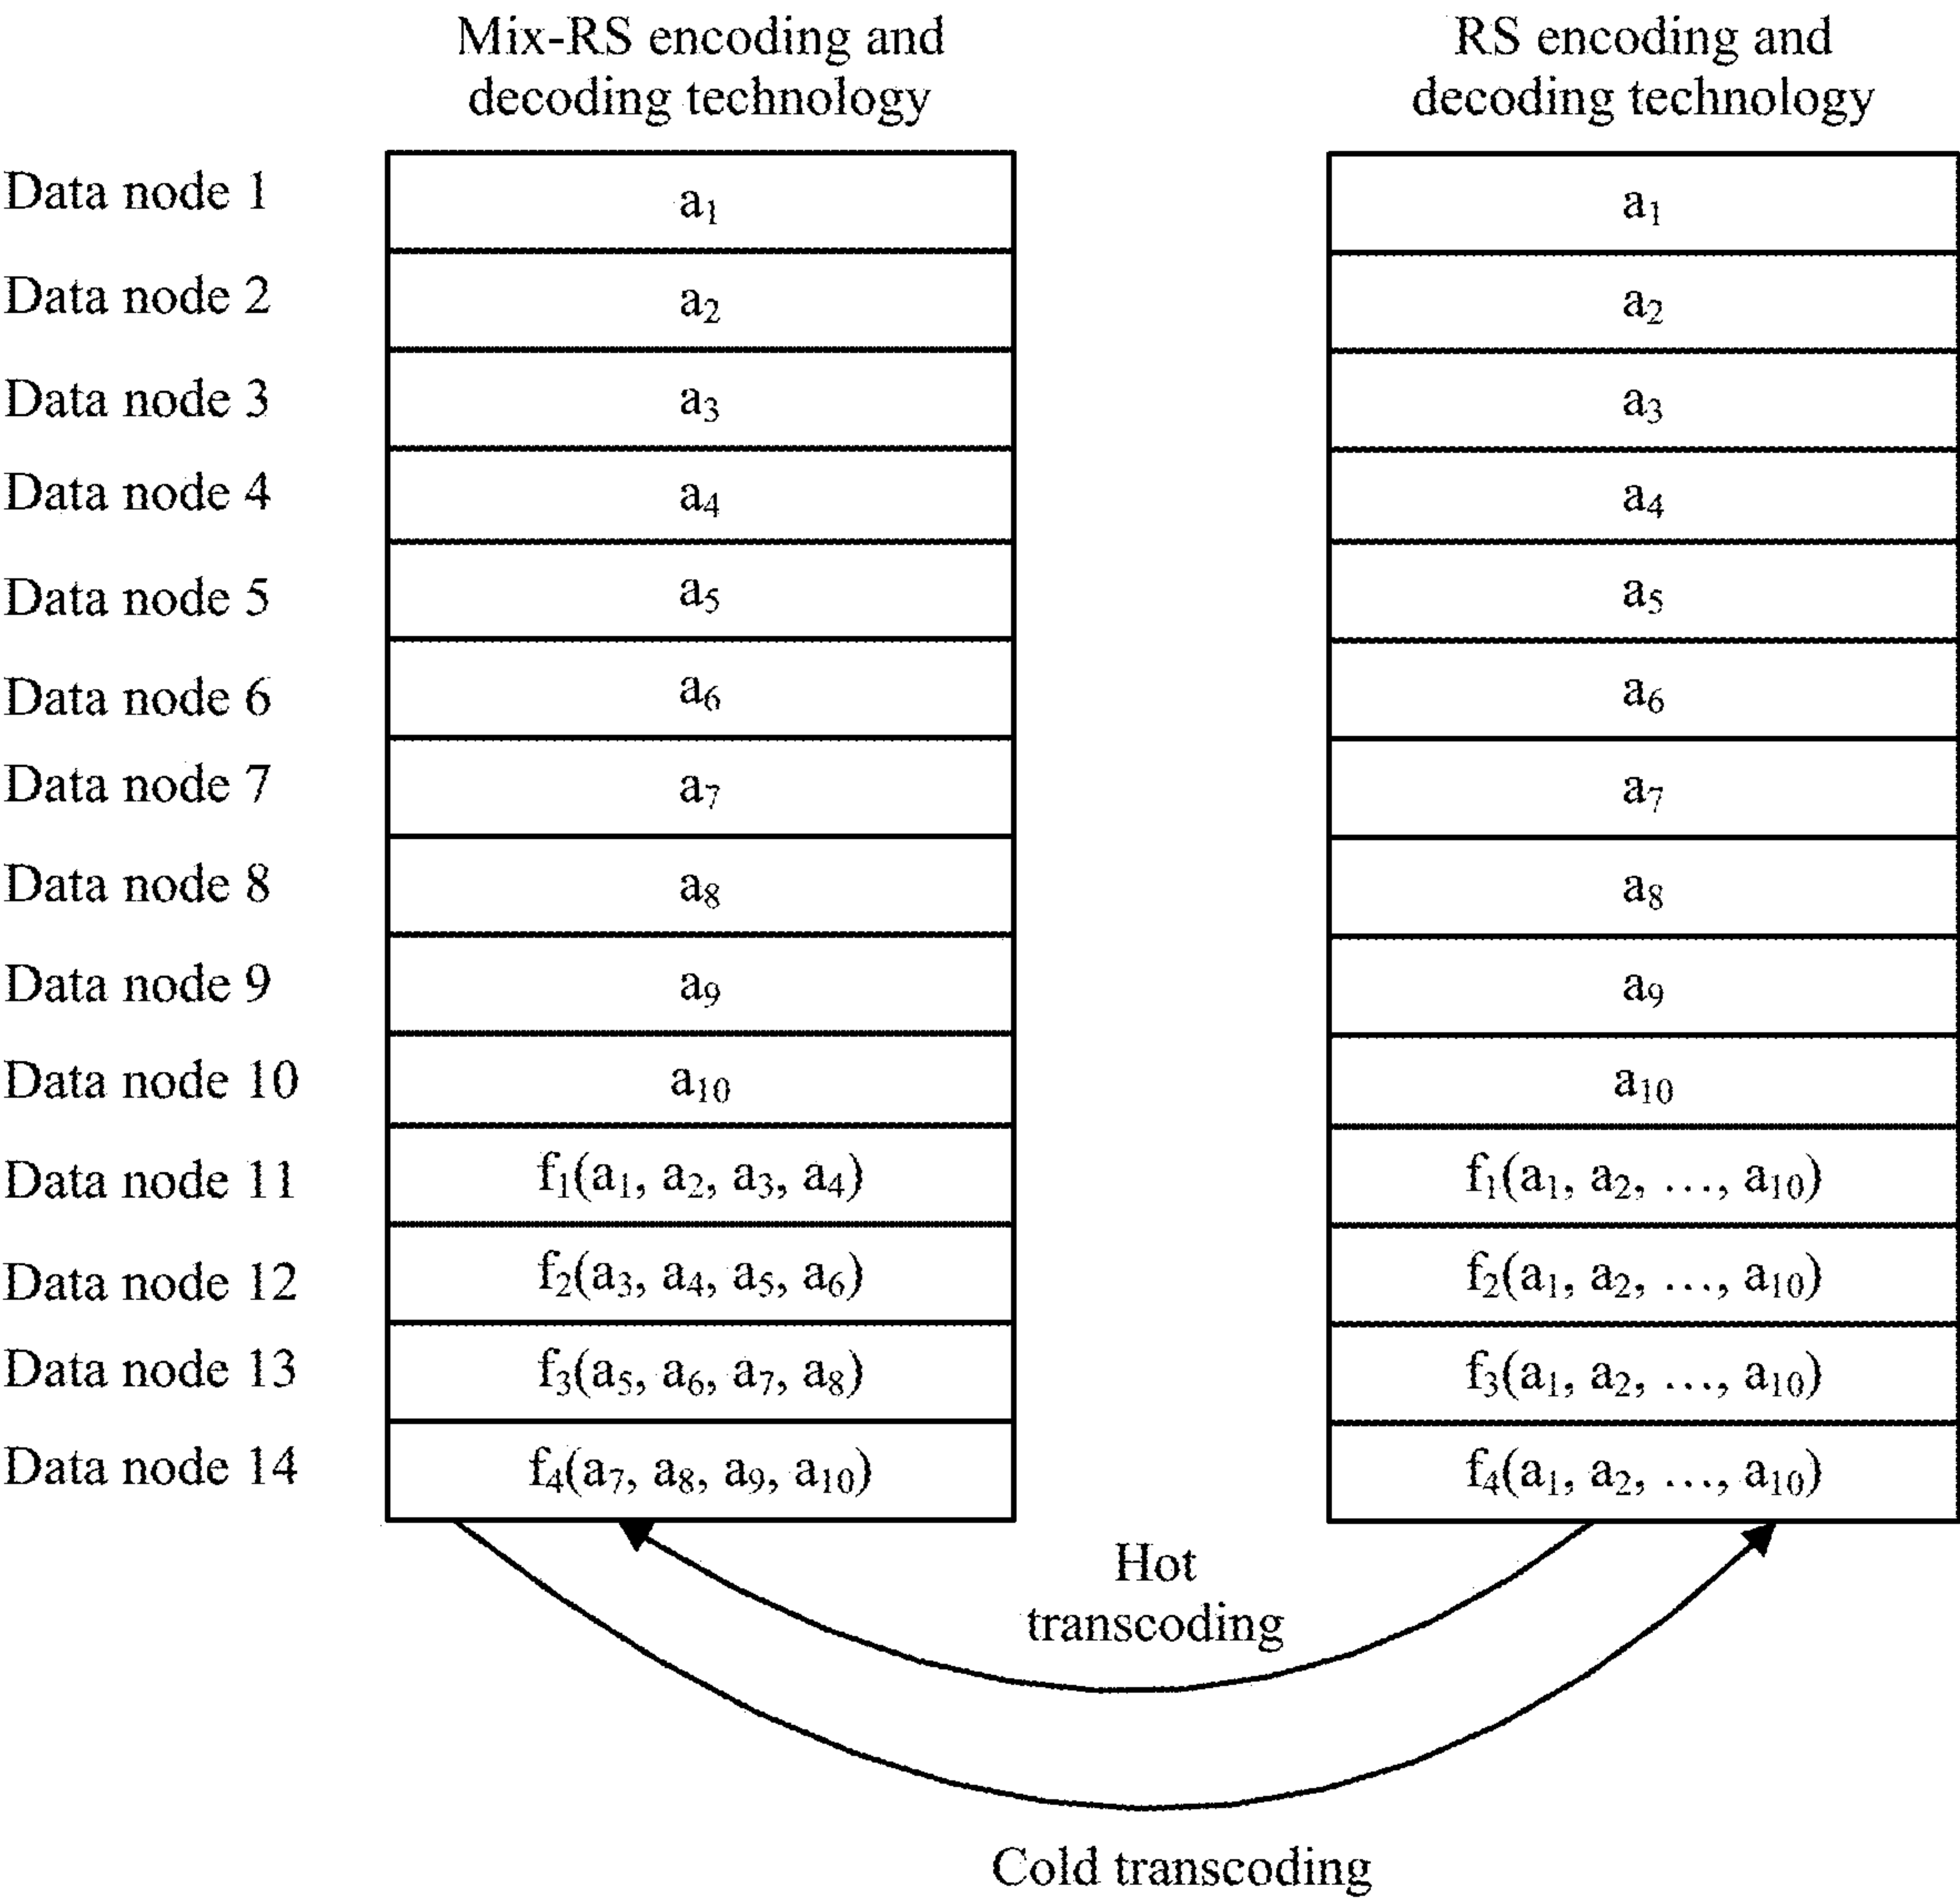 Mix-RS encoding and
decoding technology
RS encoding and
decoding technology
Data node 1 a₁ a₁
Data node 2 a₂ a₂
Data node 3 a₃ a₃
Data node 4 a₄ a₄
Data node 5 a₅ a₅
Data node 6 a₆ a₆
Data node 7 a₇ a₇
Data node 8 a₈ a₈
Data node 9 a₉ a₉
Data node 10 a₁₀ a₁₀
Data node 11 f₁(a₁, a₂, a₃, a₄) f₁(a₁, a₂, …, a₁₀)
Data node 12 f₂(a₃, a₄, a₅, a₆) f₂(a₁, a₂, …, a₁₀)
Data node 13 f₃(a₅, a₆, a₇, a₈) f₃(a₁, a₂, …, a₁₀)
Data node 14 f₄(a₇, a₈, a₉, a₁₀) f₄(a₁, a₂, …, a₁₀)
Hot
transcoding
Cold transcoding